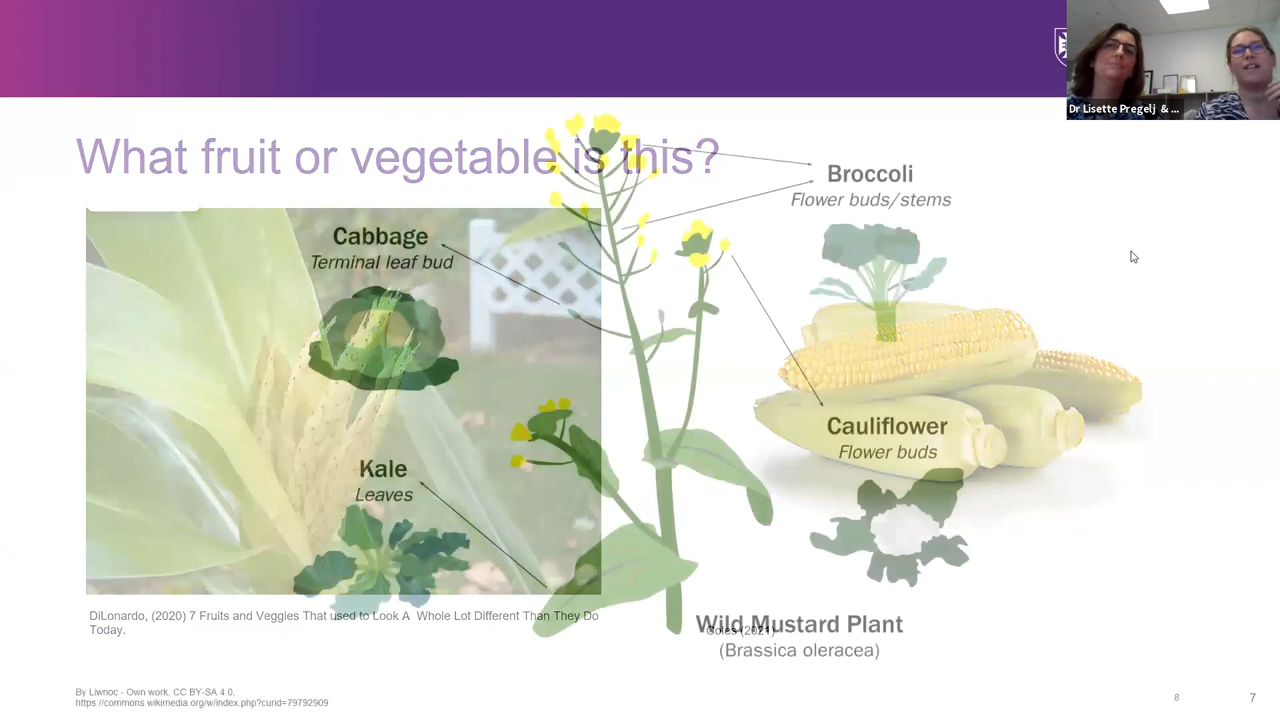 Dr Lisette Pregelj & ...
What fruit or vegetable is this?
Broccoli
Flower buds/stems
Cabbage
Terminal leaf bud
Cauliflower
Flower buds
Kale
Leaves
DiLonardo, (2020) 7 Fruits and Veggies That used to Look A Whole Lot Different Than They Do
Today.
Coles (2021)
Wild Mustard Plant
(Brassica oleracea)
By Liwnoc - Own work, CC BY-SA 4.0,
https://commons.wikimedia.org/w/index.php?curid=79792909
8
7